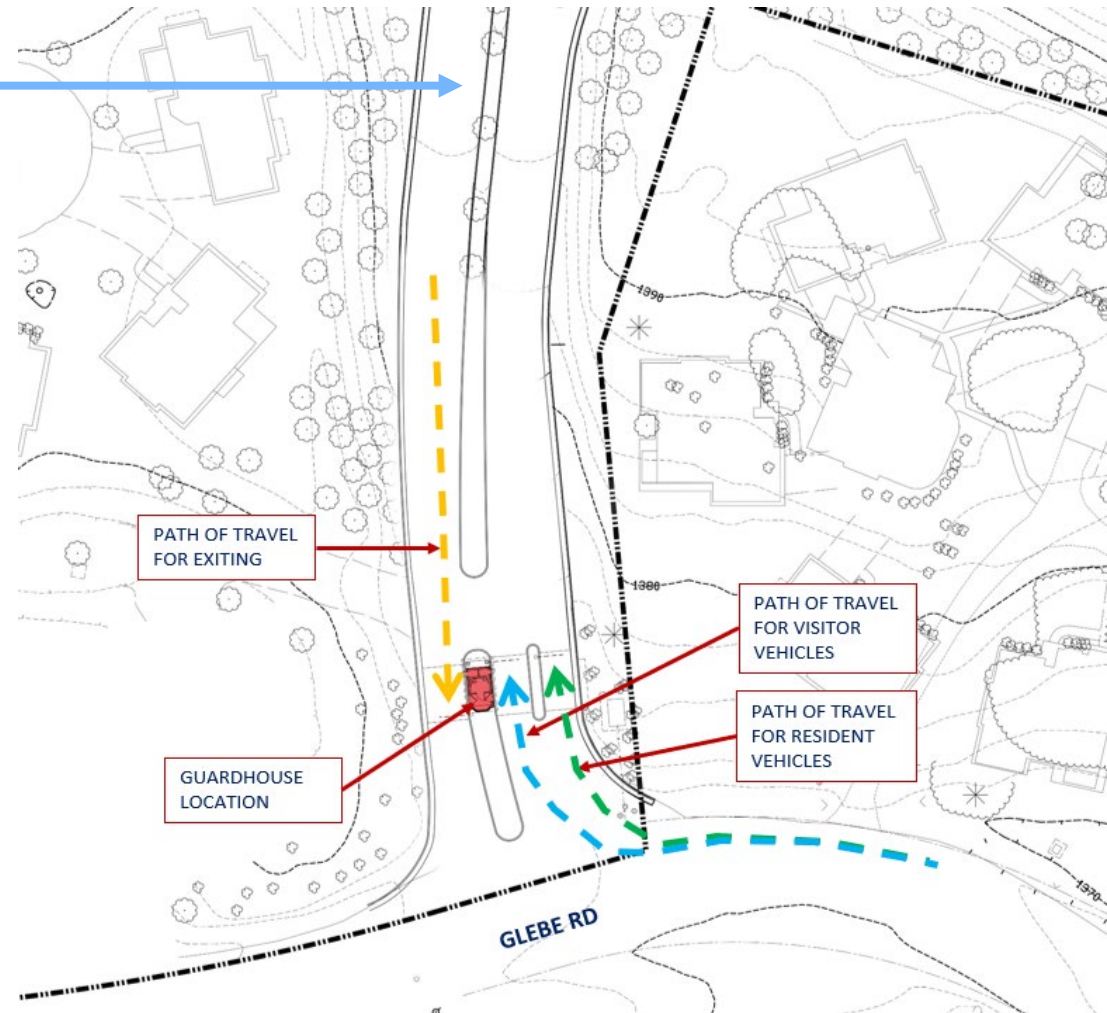 1390
PATH OF TRAVEL
FOR EXITING
1380
PATH OF TRAVEL
FOR VISITOR
VEHICLES
PATH OF TRAVEL
FOR RESIDENT
VEHICLES
GUARDHOUSE
LOCATION
1370
GLEBE RD